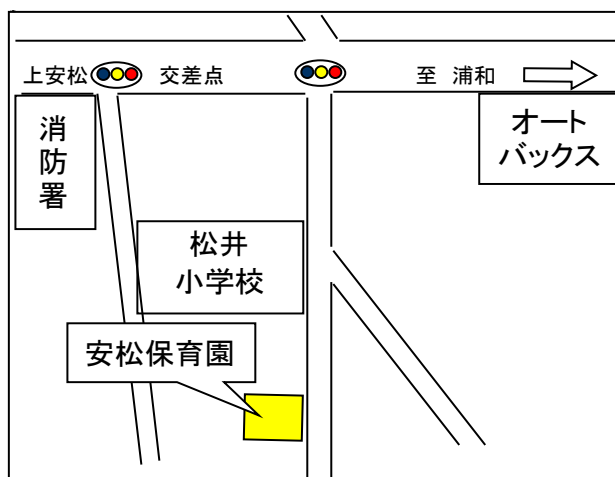 上安松 交差点 至 浦和
消防署
オート
バックス
松井
小学校
安松保育園